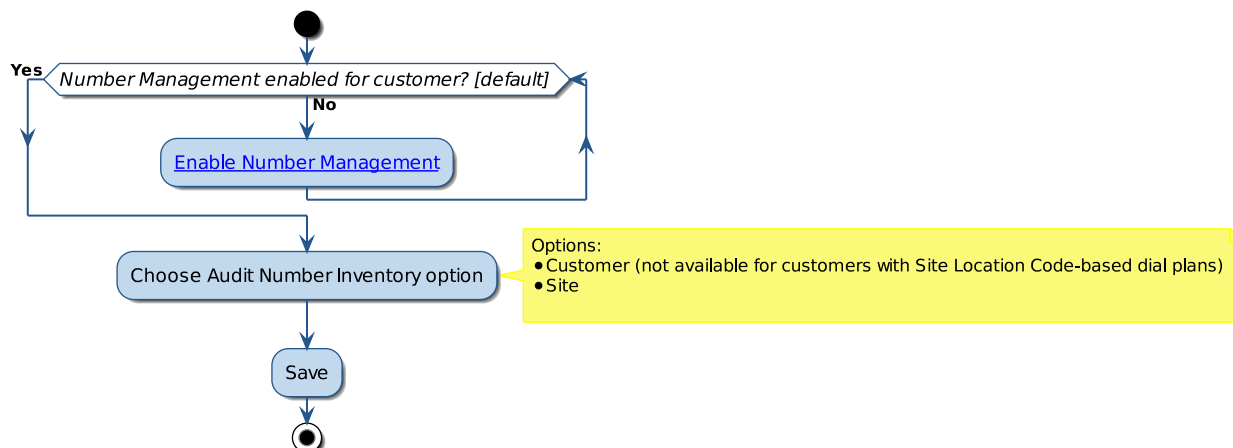 Yes
Number Management enabled for customer? [default]
No
Enable Number Management
Choose Audit Number Inventory option
Options:
•Customer (not available for customers with Site Location Code-based dial plans)
•Site
Save